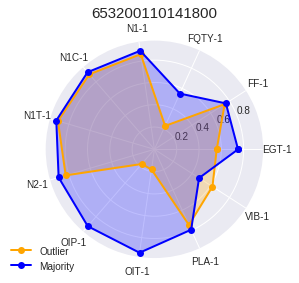 653200110141800
N1-1
FQTY-1
N1C-1
FF-1
0.8
0.6
0.4
0.2
N1T-1
EGT-1
N2-1
VIB-1
OIP-1
PLA-1
OIT-1
Outlier
Majority